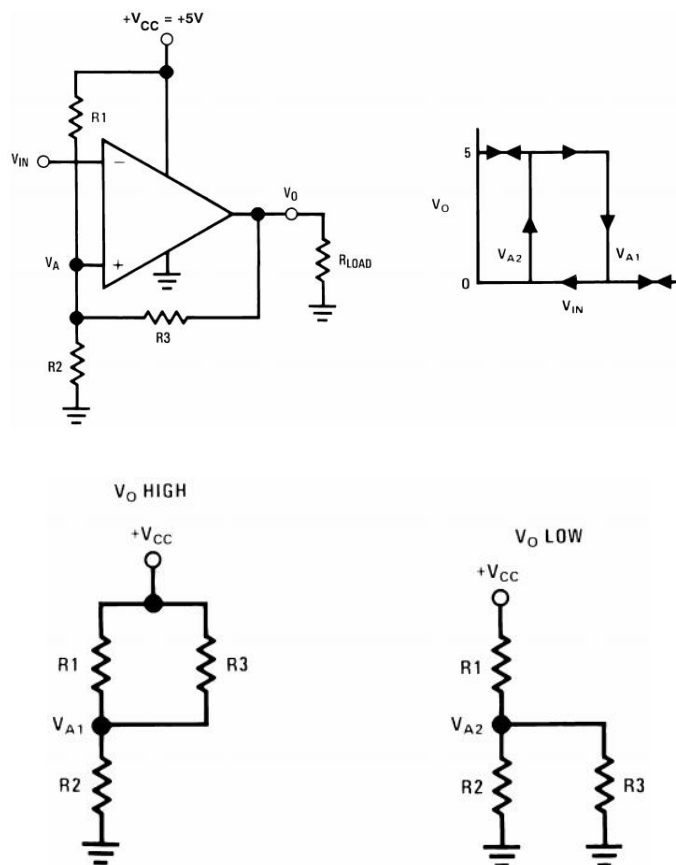 +VCC = +5V
R1
VIN
−
VO
VA
+
RLOAD
R3
R2
5
VO
VA2
VA1
0
VIN
VO HIGH
+VCC
R1
R3
VA1
R2
VO LOW
+VCC
R1
VA2
R2
R3